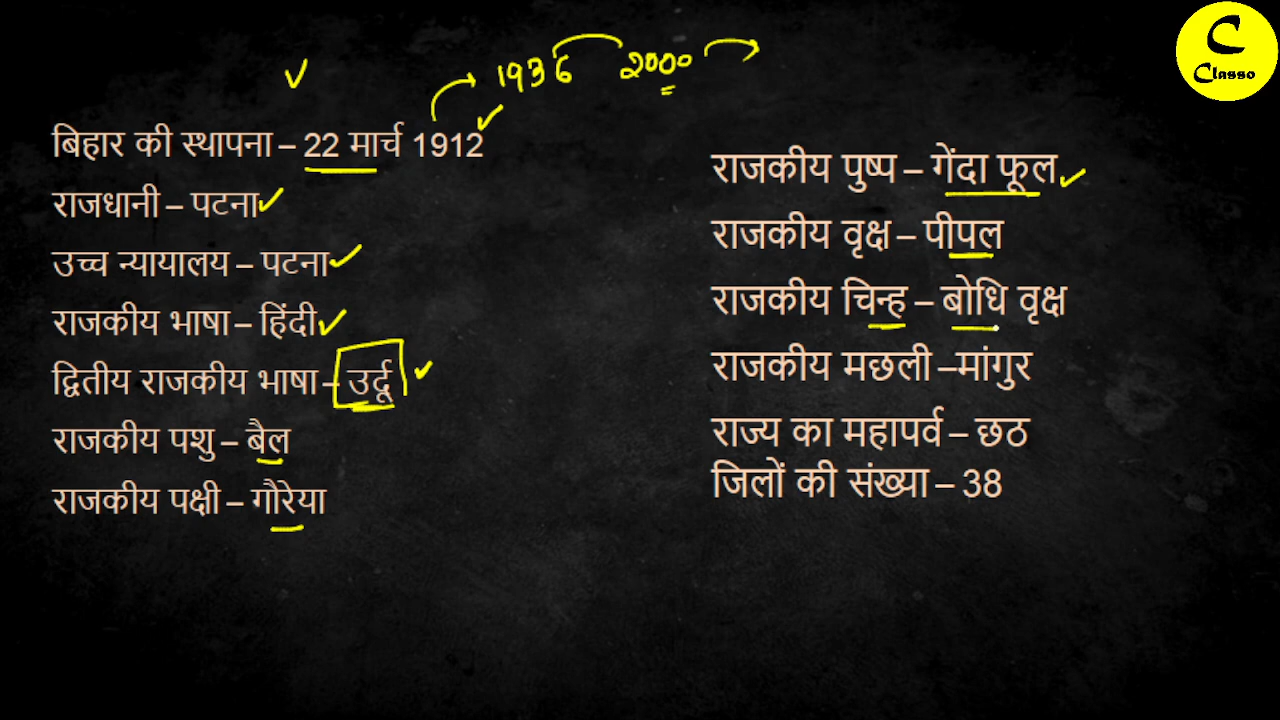 1936 2000
बिहार की स्थापना – 22 मार्च 1912
राजधानी – पटना
उच्च न्यायालय – पटना
राजकीय भाषा – हिंदी
द्वितीय राजकीय भाषा – उर्दू
राजकीय पशु – बैल
राजकीय पक्षी – गौरेया
राजकीय पुष्प – गेंदा फूल
राजकीय वृक्ष – पीपल
राजकीय चिन्ह – बोधि वृक्ष
राजकीय मछली –मांगुर
राज्य का महापर्व – छठ
जिलों की संख्या – 38
C
Classo